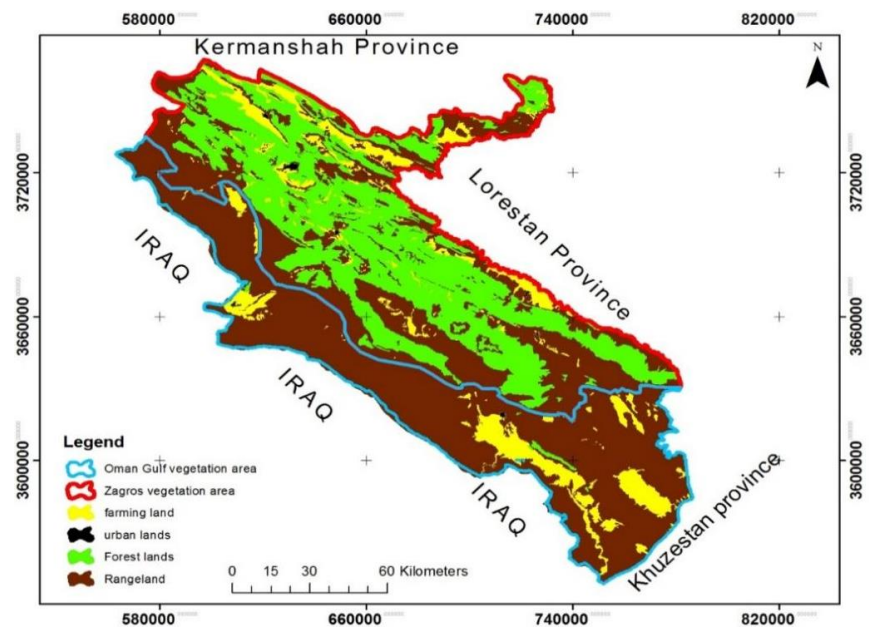 580000 660000 740000 820000
Kermanshah Province
N
3720000 3720000
Lorestan Province
IRAQ
3660000 3660000
IRAQ
Legend
Oman Gulf vegetation area
Zagros vegetation area
farming land
urban lands
Forest lands
Rangeland
3600000 3600000
IRAQ
Khuzestan province
0 15 30 60 Kilometers
580000 660000 740000 820000